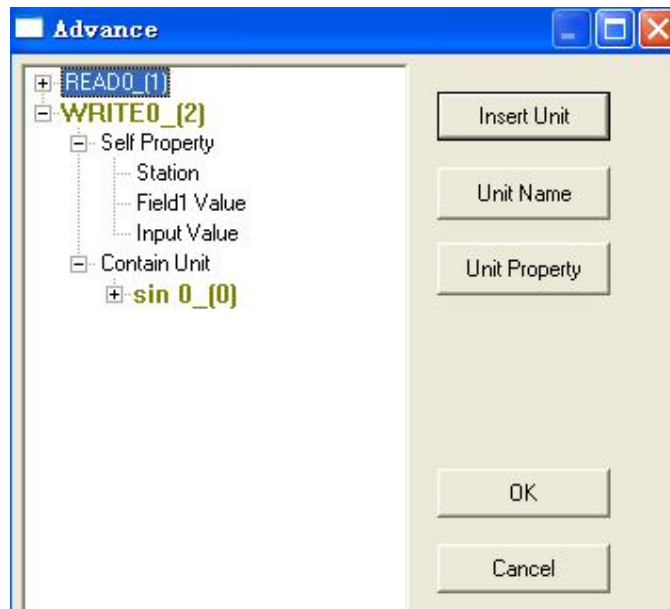 Advance
READ0_(1)
WRITE0_(2)
Self Property
Station
Field1 Value
Input Value
Contain Unit
sin 0_(0)
Insert Unit
Unit Name
Unit Property
OK
Cancel